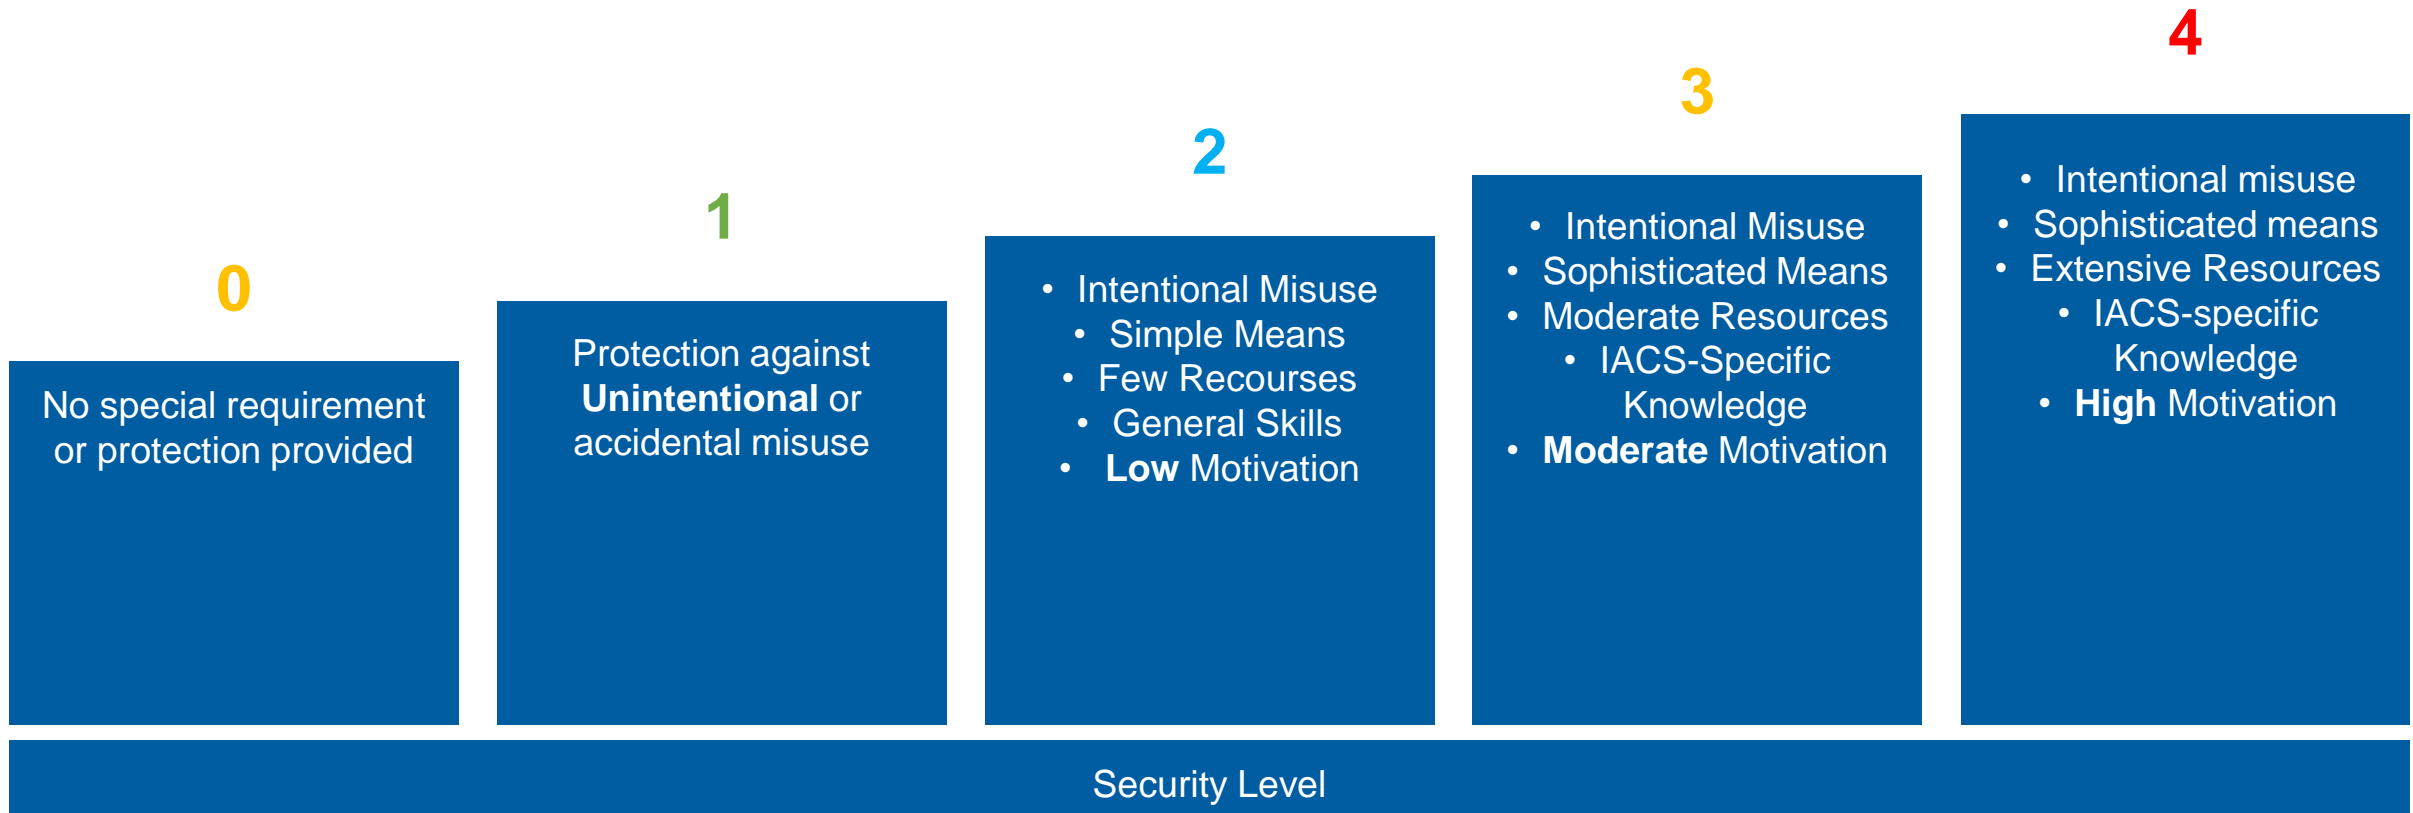 0
No special requirement
or protection provided
1
Protection against
Unintentional or
accidental misuse
2
• Intentional Misuse
• Simple Means
• Few Recourses
• General Skills
• Low Motivation
3
• Intentional Misuse
• Sophisticated Means
• Moderate Resources
• IACS-Specific
Knowledge
• Moderate Motivation
4
• Intentional misuse
• Sophisticated means
• Extensive Resources
• IACS-specific
Knowledge
• High Motivation
Security Level